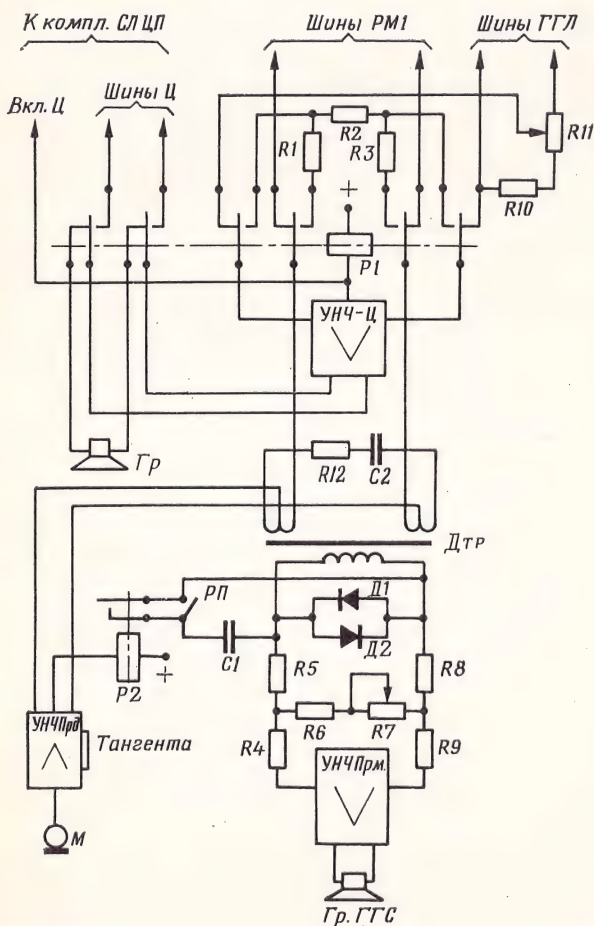 К компл. СЛ ЦП
Шины РМ1
Шины ГГЛ
Вкл. Ц
Шины Ц
R1
R2
R3
R11
R10
+
P1
УНЧ-Ц
Гр
R12
C2
Дтр
РП
Д1
Д2
C1
P2
+
R5
R8
УНЧПрд
Тангента
R6
R7
R4
R9
УНЧПрм.
М
Гр. ГГС